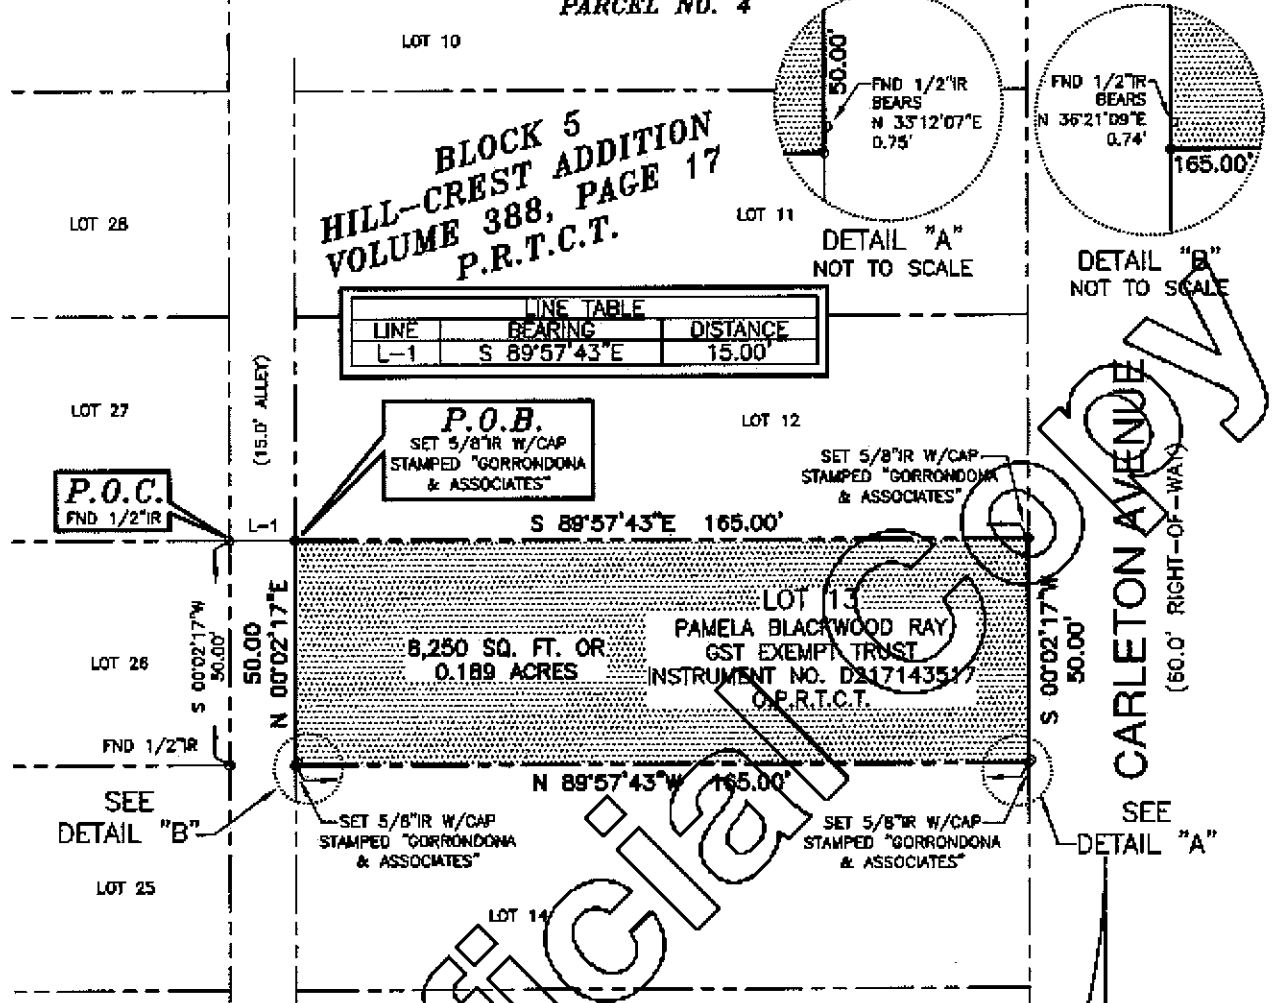 PARCEL NO. 4
LOT 10
50.00'
FND 1/2"IR
BEARS
N 33°12'07"E
0.75'
FND 1/2"IR
BEARS
N 36°21'09"E
0.74'
165.00'
BLOCK 5
HILL-CREST ADDITION
VOLUME 388, PAGE 17
P.R.T.C.T.
LOT 28
LOT 11
DETAIL "A"
NOT TO SCALE
DETAIL "B"
NOT TO SCALE
LINE TABLE
LINE BEARING DISTANCE
L-1 S 89°57'43"E 15.00'
LOT 27
(15.0' ALLEY)
P.O.B.
SET 5/8"IR W/CAP
STAMPED "GORRONDONA
& ASSOCIATES"
LOT 12
SET 5/8"IR W/CAP
STAMPED "GORRONDONA
& ASSOCIATES"
P.O.C.
FND 1/2"IR
L-1
S 89°57'43"E 165.00'
CARLETON AVENUE
(60.0' RIGHT-OF-WAY)
LOT 26
S 00°02'17"W
50.00'
50.00
N 00°02'17"E
8,250 SQ. FT. OR
0.189 ACRES
LOT 13
PAMELA BLACKWOOD RAY
GST EXEMPT TRUST
INSTRUMENT NO. D217143517
O.P.R.T.C.T.
S 00°02'17"W
50.00'
FND 1/2"IR
N 89°57'43"W 165.00'
SEE
DETAIL "B"
SET 5/8"IR W/CAP
STAMPED "GORRONDONA
& ASSOCIATES"
SET 5/8"IR W/CAP
STAMPED "GORRONDONA
& ASSOCIATES"
SEE
DETAIL "A"
LOT 25
LOT 14
ficial Copy